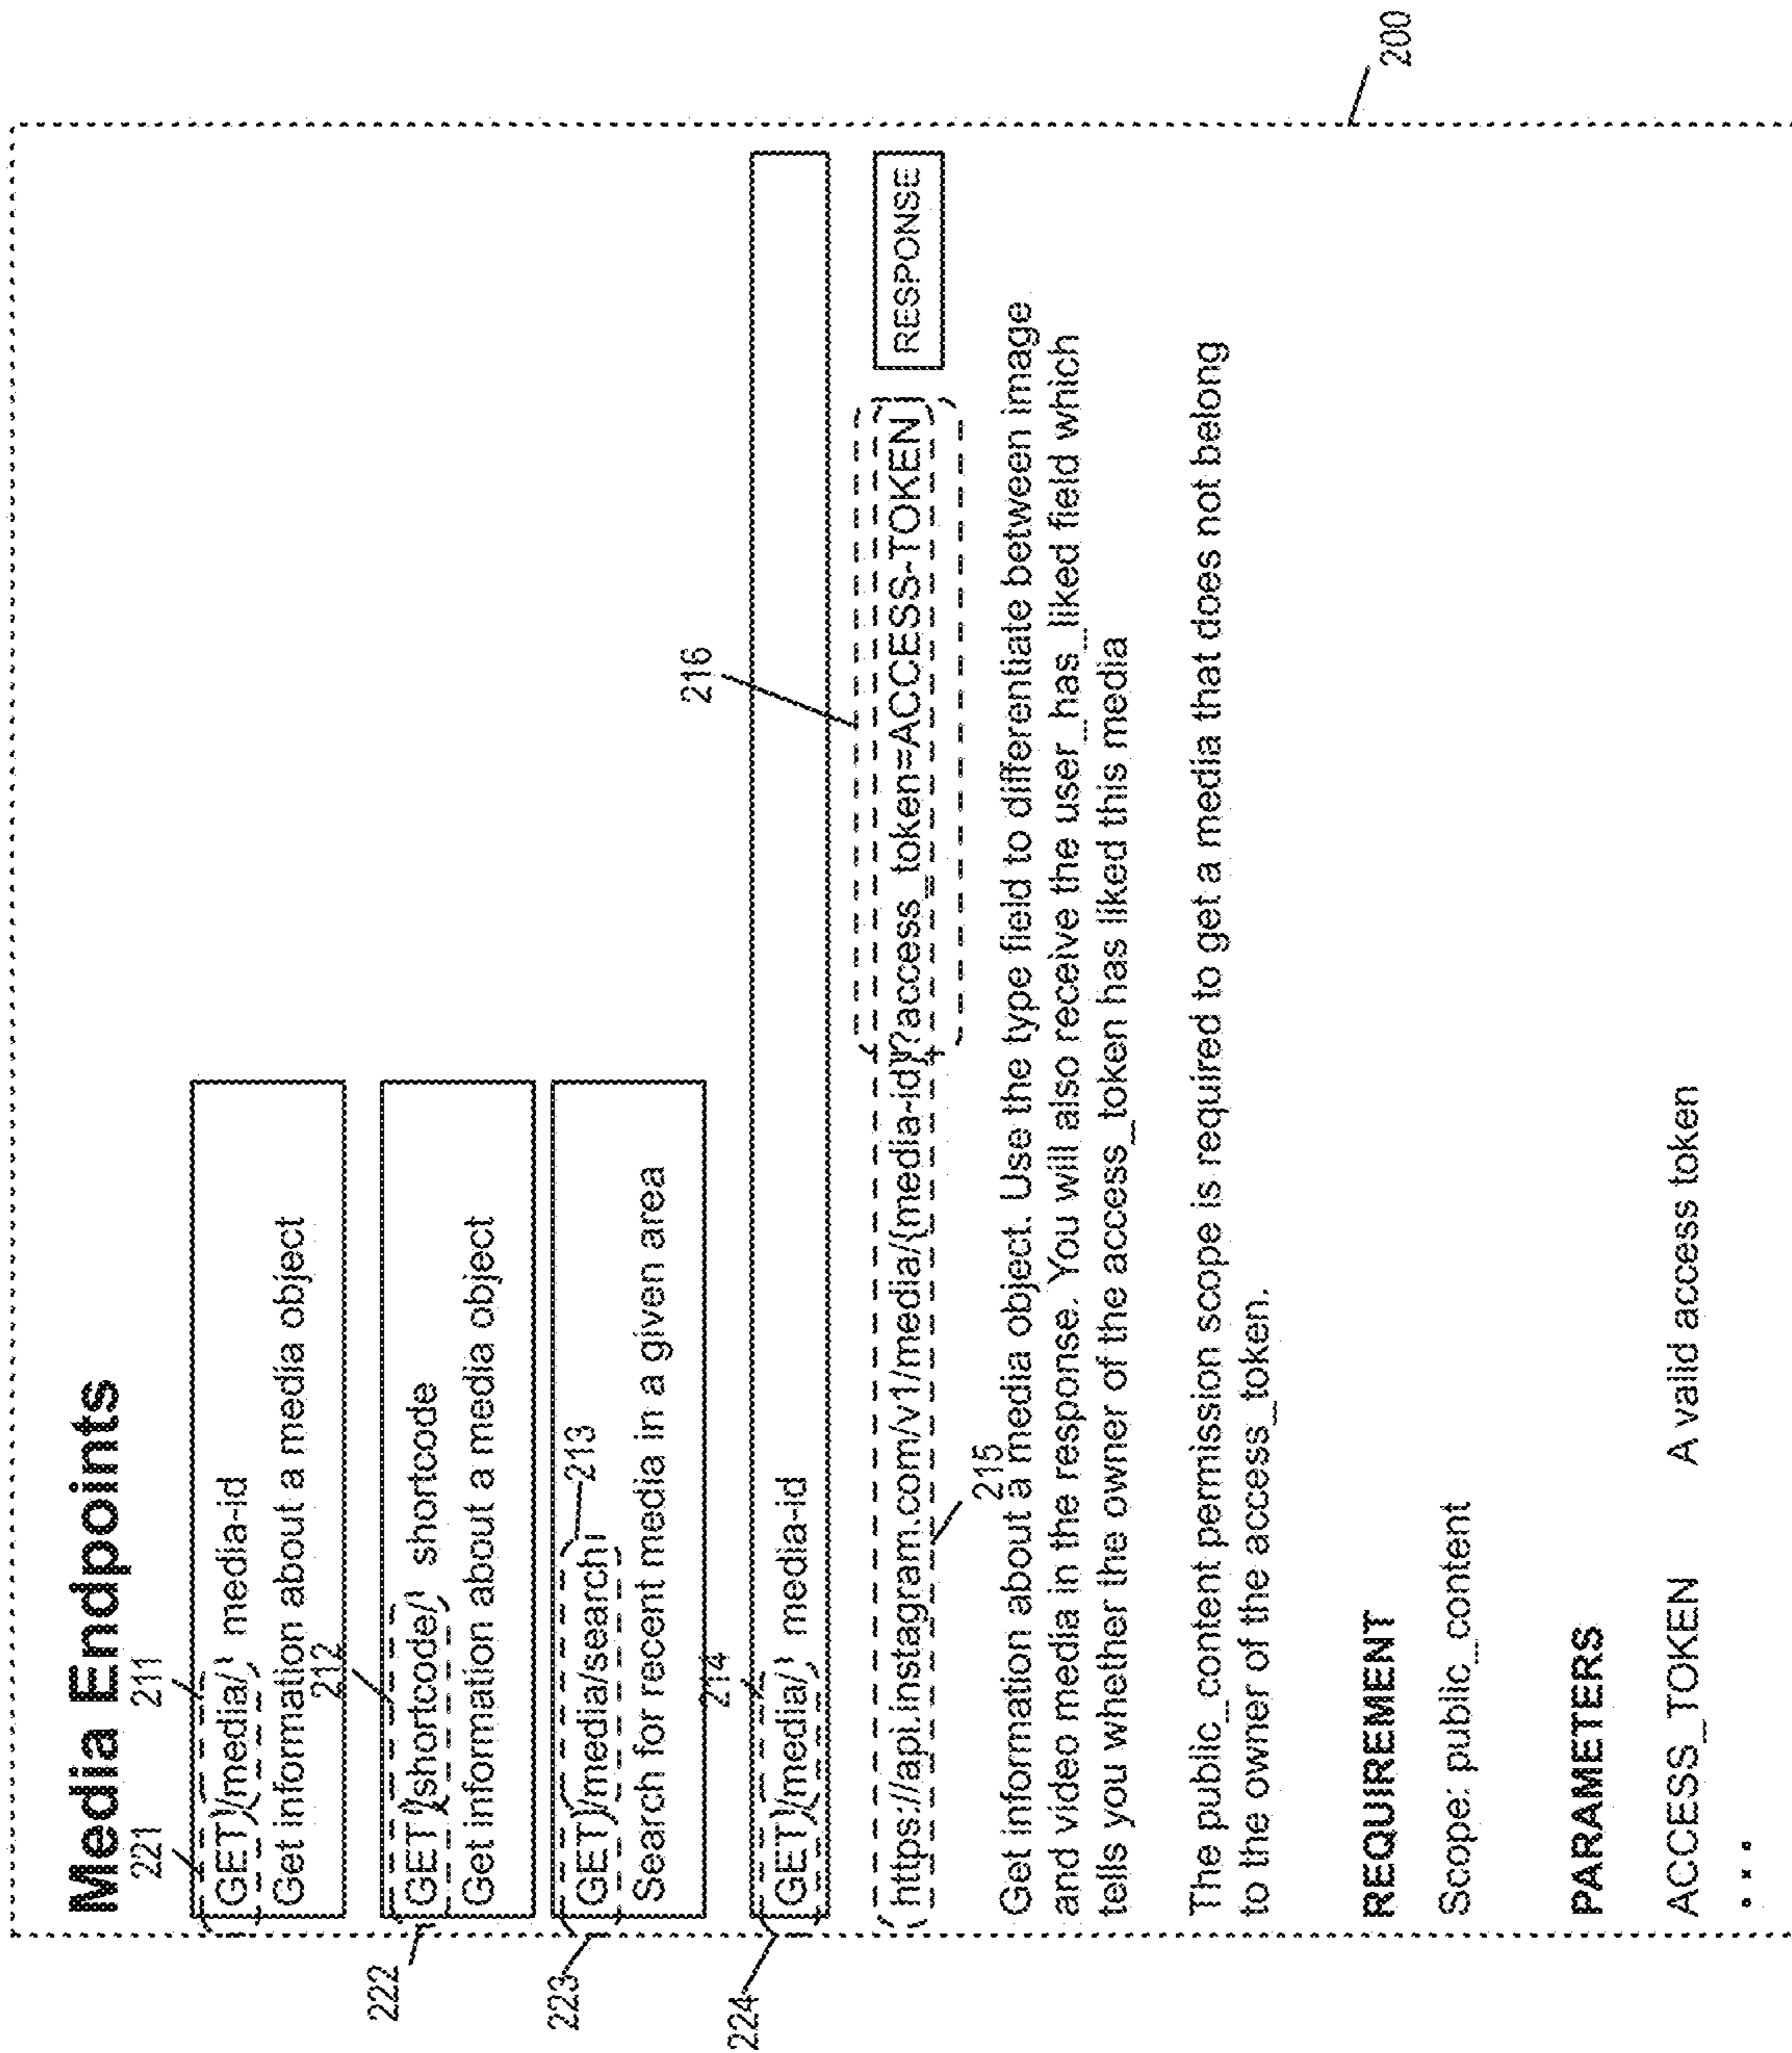 Media Endpoints
221
211
GET /media/ media-id
Get information about a media object
212
222
GET /shortcode/ shortcode
Get information about a media object
213
223
GET /media/search
Search for recent media in a given area
214
224
GET /media/ media-id
216
https://api.instagram.com/v1/media/{media-id}?access_token=ACCESS-TOKEN RESPONSE
215
Get information about a media object. Use the type field to differentiate between image
and video media in the response. You will also receive the user_has_liked field which
tells you whether the owner of the access_token has liked this media
The public_content permission scope is required to get a media that does not belong
to the owner of the access_token.
200
REQUIREMENT
Scope: public_content
PARAMETERS
ACCESS_TOKEN A valid access token
...